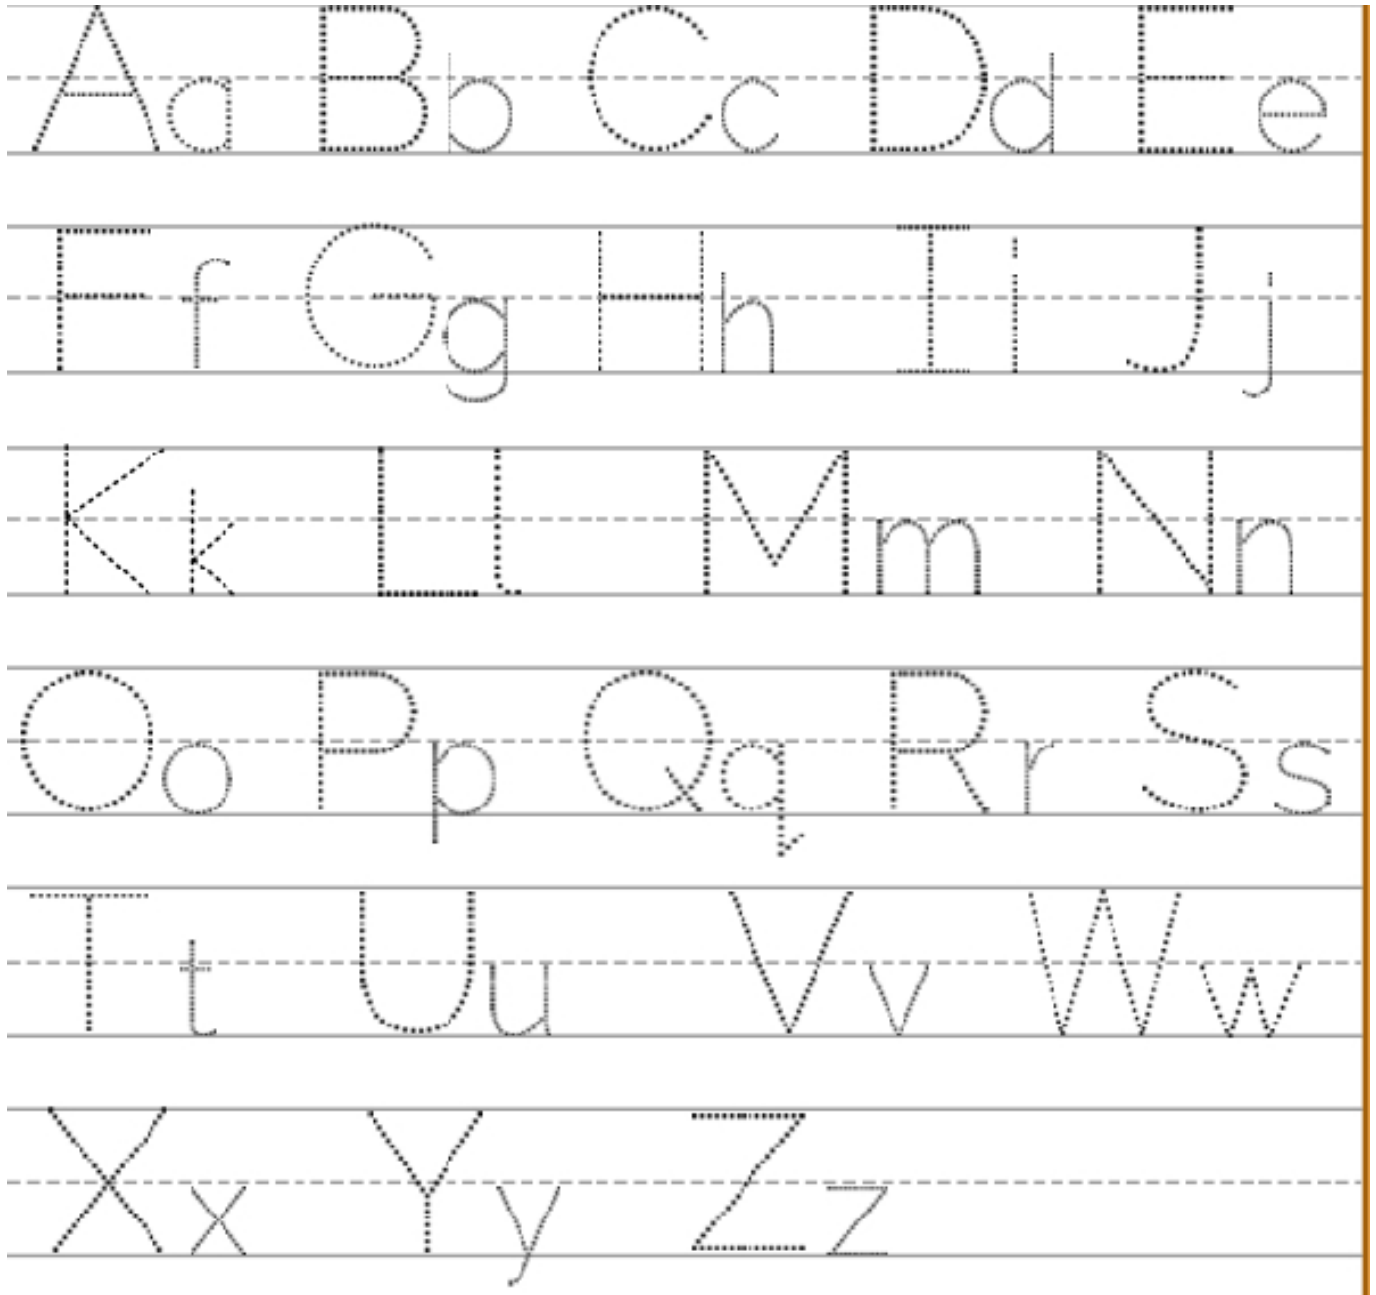 Aa Bb Cc Dd Ee
Ff Gg Hh Ii Jj
Kk Ll Mm Nn
Oo Pp Qq Rr Ss
Tt Uu Vv Ww
Xx Yy Zz